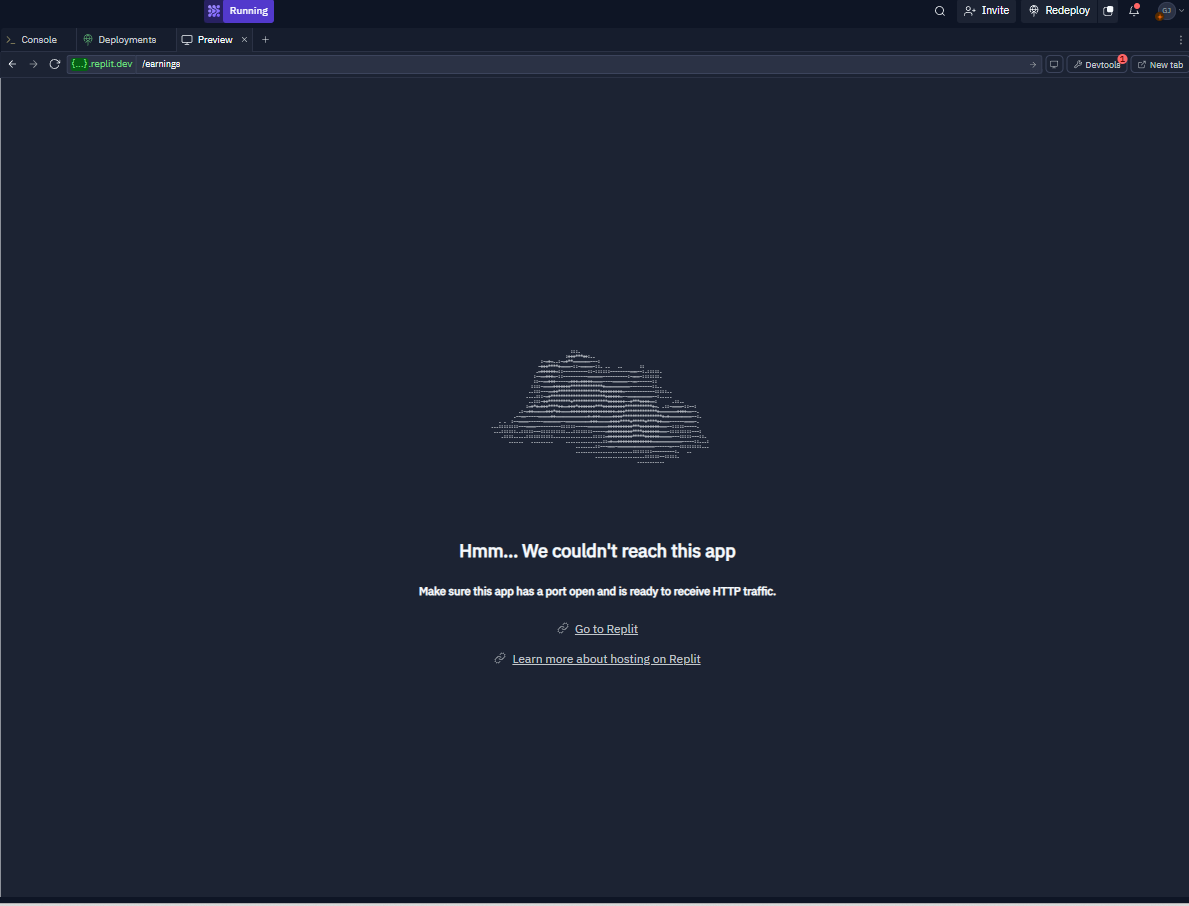 Running
Invite
Redeploy
GJ
Console
Deployments
Preview
{...}.replit.dev
/earnings
Devtools
1
New tab
Hmm... We couldn't reach this app
Make sure this app has a port open and is ready to receive HTTP traffic.
Go to Replit
Learn more about hosting on Replit